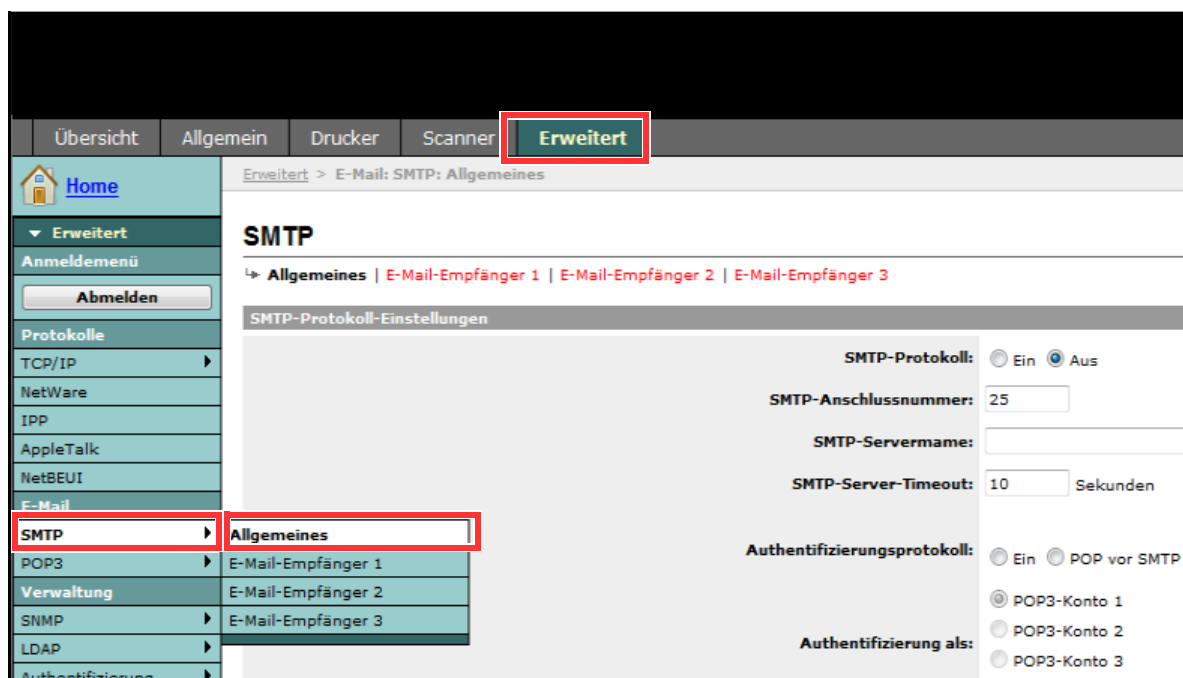 Übersicht Allgemein Drucker Scanner Erweitert
Home
Erweitert > E-Mail: SMTP: Allgemeines
Erweitert
Anmeldemenü
Abmelden
Protokolle
TCP/IP
NetWare
IPP
AppleTalk
NetBEUI
E-Mail
SMTP
POP3
Verwaltung
SNMP
LDAP
Authentifizierung
Allgemeines
E-Mail-Empfänger 1
E-Mail-Empfänger 2
E-Mail-Empfänger 3
SMTP
Allgemeines | E-Mail-Empfänger 1 | E-Mail-Empfänger 2 | E-Mail-Empfänger 3
SMTP-Protokoll-Einstellungen
SMTP-Protokoll: Ein Aus
SMTP-Anschlussnummer: 25
SMTP-Servermame:
SMTP-Server-Timeout: 10 Sekunden
Authentifizierungsprotokoll: Ein POP vor SMTP
Authentifizierung als: POP3-Konto 1
POP3-Konto 2
POP3-Konto 3